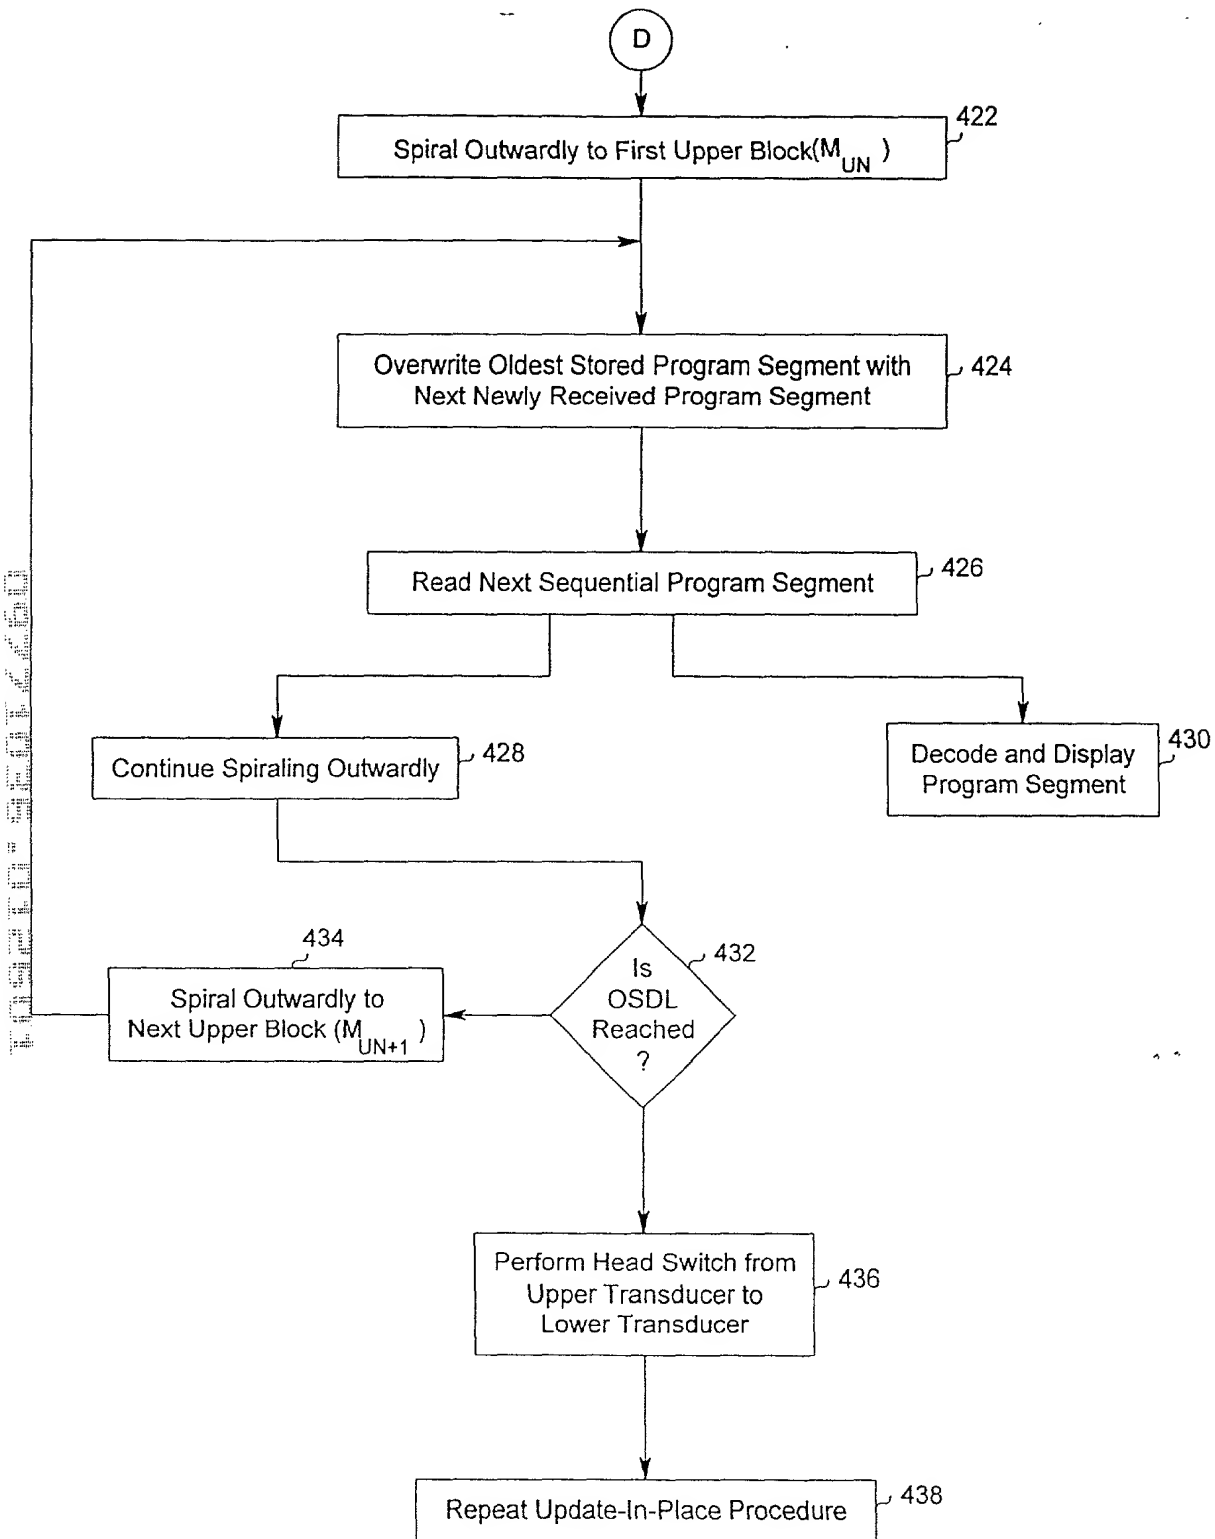 D
422
Spiral Outwardly to First Upper Block(M_UN )
Overwrite Oldest Stored Program Segment with
Next Newly Received Program Segment
424
Read Next Sequential Program Segment
426
Continue Spiraling Outwardly
428
Decode and Display
Program Segment
430
434
Spiral Outwardly to
Next Upper Block (M_UN+1 )
Is
OSDL
Reached
?
432
Perform Head Switch from
Upper Transducer to
Lower Transducer
436
Repeat Update-In-Place Procedure
438